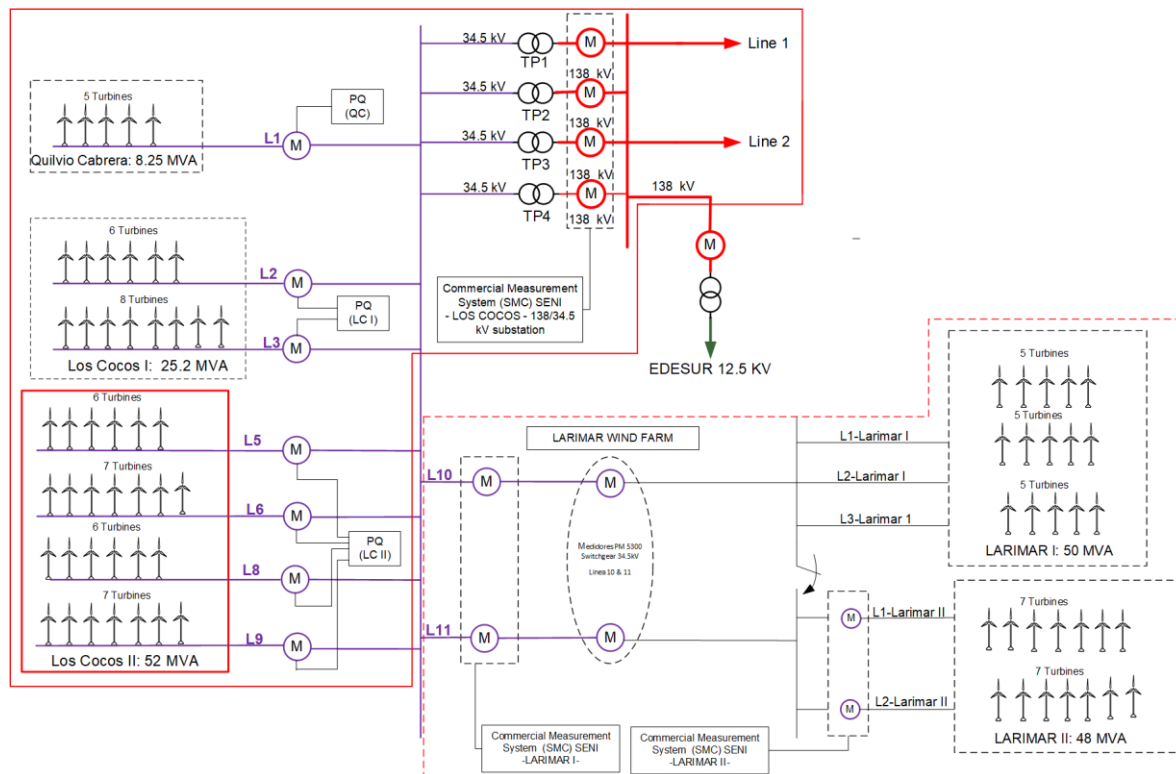 34.5 kV
TP1
M
Line 1
138 kV
34.5 kV
TP2
M
138 kV
34.5 kV
TP3
M
Line 2
138 kV
34.5 kV
TP4
M
138 kV
138 kV
M
EDESUR 12.5 KV
Commercial Measurement
System (SMC) SENI
- LOS COCOS - 138/34.5
kV substation
5 Turbines
Quilvio Cabrera: 8.25 MVA
L1
M
PQ
(QC)
6 Turbines
L2
M
8 Turbines
L3
M
PQ
(LC I)
Los Cocos I: 25.2 MVA
6 Turbines
L5
M
7 Turbines
L6
M
6 Turbines
L8
M
PQ
(LC II)
7 Turbines
L9
M
Los Cocos II: 52 MVA
LARIMAR WIND FARM
L10
M
M
Medidores PM 5300
Switchgear 34.5kV
Linea 10 & 11
L11
M
M
L1-Larimar I
L2-Larimar I
L3-Larimar 1
5 Turbines
5 Turbines
5 Turbines
LARIMAR I: 50 MVA
M
L1-Larimar II
M
L2-Larimar II
7 Turbines
7 Turbines
LARIMAR II: 48 MVA
Commercial Measurement
System (SMC) SENI
-LARIMAR I-
Commercial Measurement
System (SMC) SENI
-LARIMAR II-